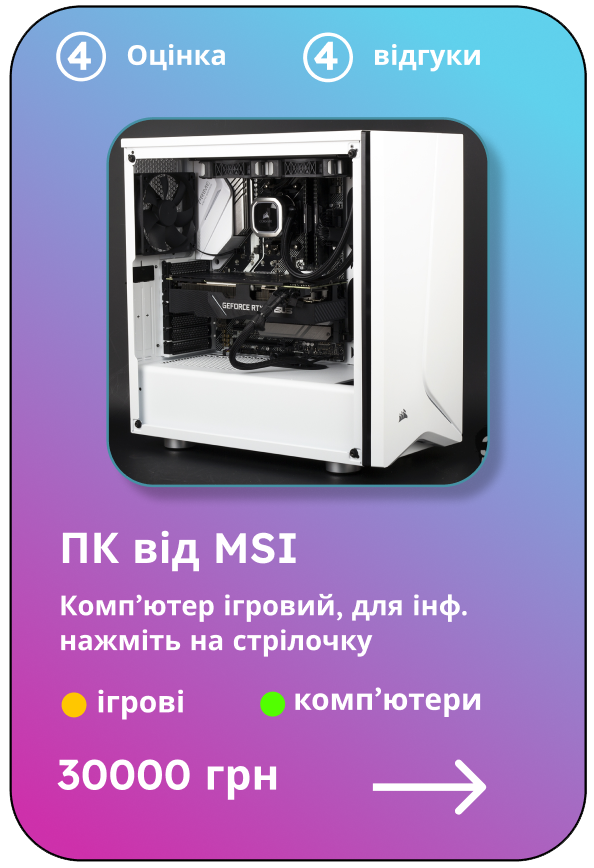 4 Оцінка 4 відгуки
GEFORCE RTX
ПК від MSI
Комп’ютер ігровий, для інф.
нажміть на стрілочку
ігрові комп’ютери
30000 грн